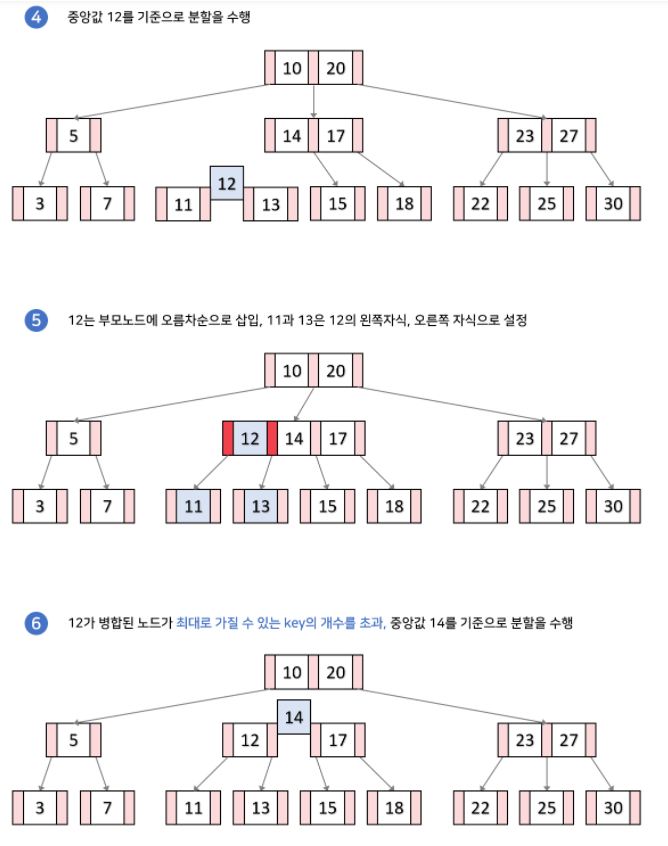 4 중앙값 12를 기준으로 분할을 수행
10 20
5 14 17 23 27
12
3 7 11 13 15 18 22 25 30
5 12는 부모노드에 오름차순으로 삽입, 11과 13은 12의 왼쪽자식, 오른쪽 자식으로 설정
10 20
5 12 14 17 23 27
3 7 11 13 15 18 22 25 30
6 12가 병합된 노드가 최대로 가질 수 있는 key의 개수를 초과, 중앙값 14를 기준으로 분할을 수행
10 20
14
5 12 17 23 27
3 7 11 13 15 18 22 25 30